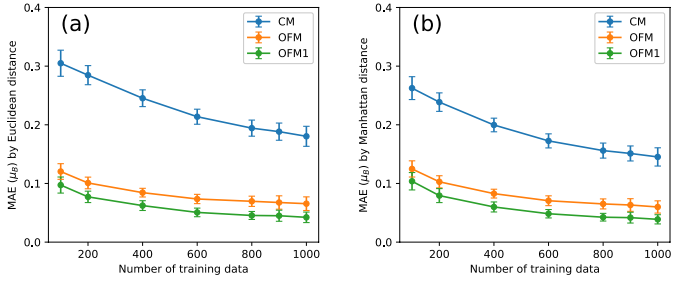 (a)
CM
OFM
OFM1
MAE (μB) by Euclidean distance
0.4
0.3
0.2
0.1
0.0
200
400
600
800
1000
Number of training data
(b)
CM
OFM
OFM1
MAE (μB) by Manhattan distance
0.4
0.3
0.2
0.1
0.0
200
400
600
800
1000
Number of training data